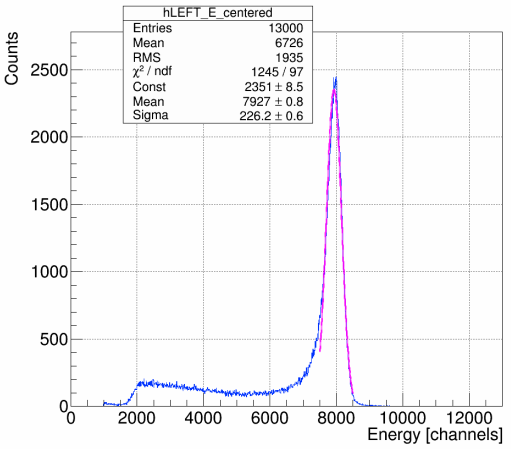 hLEFT_E_centered
Entries 13000
Mean 6726
RMS 1935
χ² / ndf 1245 / 97
Const 2351 ± 8.5
Mean 7927 ± 0.8
Sigma 226.2 ± 0.6
Counts
2500
2000
1500
1000
500
0
0 2000 4000 6000 8000 10000 12000
Energy [channels]